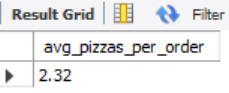 Result Grid Filter
avg_pizzas_per_order
2.32